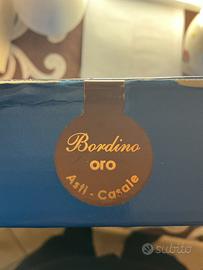 Bordino
oro
Asti - Casale
subito